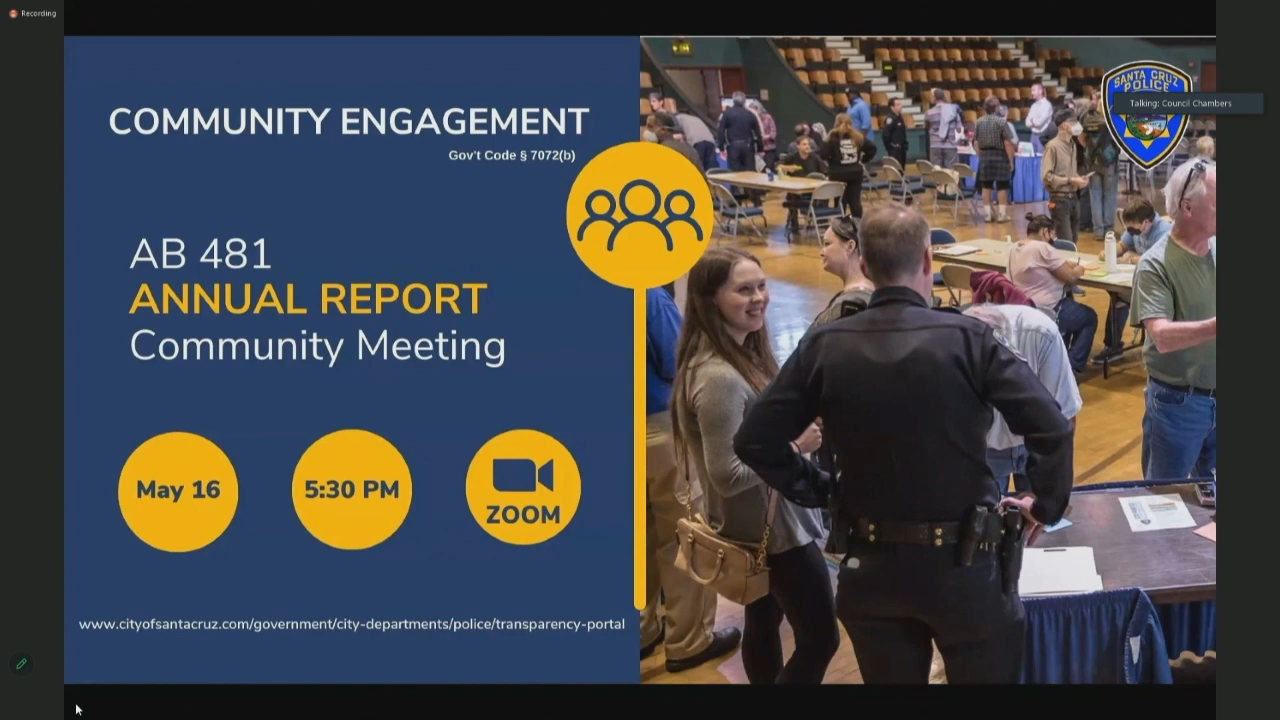 Recording
COMMUNITY ENGAGEMENT
Gov't Code § 7072(b)
AB 481
ANNUAL REPORT
Community Meeting
May 16
5:30 PM
ZOOM
www.cityofsantacruz.com/government/city-departments/police/transparency-portal
SANTA CRUZ
POLICE
Talking: Council Chambers